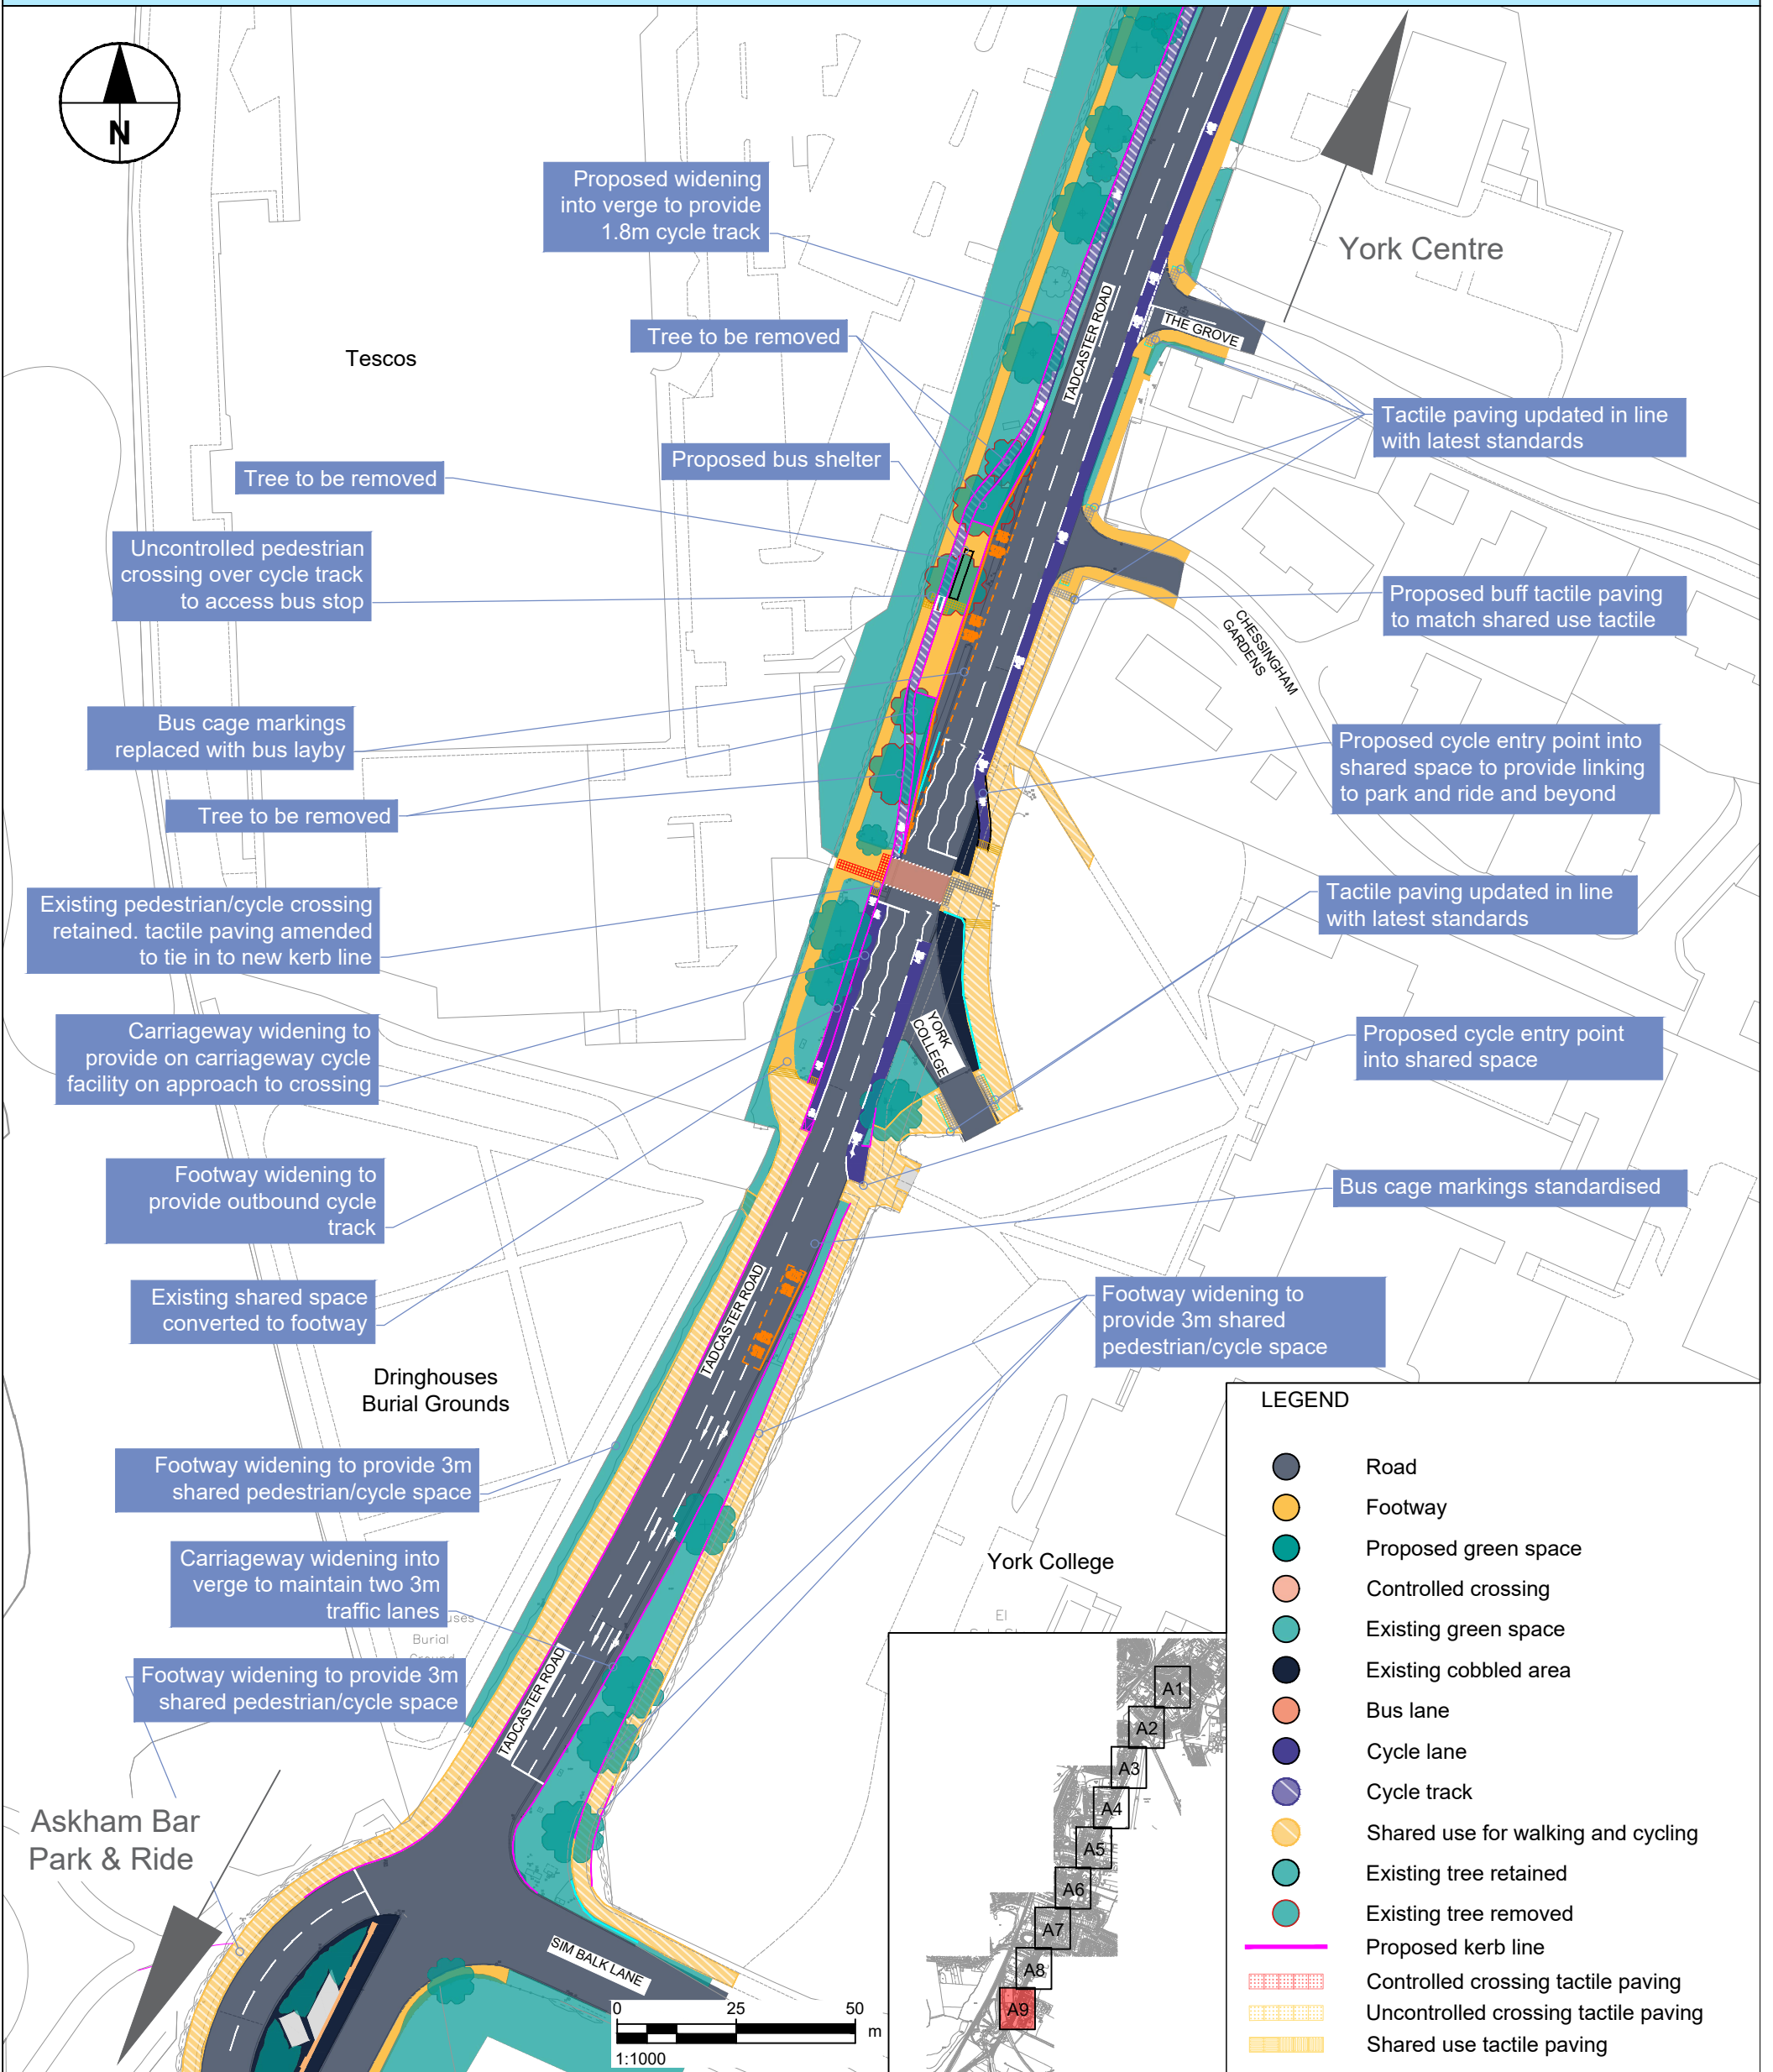 N
Proposed widening
into verge to provide
1.8m cycle track
York Centre
TADCASTER ROAD
THE GROVE
Tree to be removed
Tescos
Tactile paving updated in line
with latest standards
Proposed bus shelter
Tree to be removed
Uncontrolled pedestrian
crossing over cycle track
to access bus stop
Proposed buff tactile paving
to match shared use tactile
CHESSINGHAM
GARDENS
Bus cage markings
replaced with bus layby
Proposed cycle entry point into
shared space to provide linking
to park and ride and beyond
Tree to be removed
Existing pedestrian/cycle crossing
retained. tactile paving amended
to tie in to new kerb line
Tactile paving updated in line
with latest standards
Carriageway widening to
provide on carriageway cycle
facility on approach to crossing
YORK
COLLEGE
Proposed cycle entry point
into shared space
Footway widening to
provide outbound cycle
track
Bus cage markings standardised
Existing shared space
converted to footway
TADCASTER ROAD
Footway widening to
provide 3m shared
pedestrian/cycle space
Dringhouses
Burial Grounds
Footway widening to provide 3m
shared pedestrian/cycle space
Carriageway widening into
verge to maintain two 3m
traffic lanes
uses
Burial
York College
El
Footway widening to provide 3m
shared pedestrian/cycle space
TADCASTER ROAD
Askham Bar
Park & Ride
SIM BALK LANE
0 25 50
m
1:1000
A1
A2
A3
A4
A5
A6
A7
A8
A9
LEGEND
Road
Footway
Proposed green space
Controlled crossing
Existing green space
Existing cobbled area
Bus lane
Cycle lane
Cycle track
Shared use for walking and cycling
Existing tree retained
Existing tree removed
Proposed kerb line
Controlled crossing tactile paving
Uncontrolled crossing tactile paving
Shared use tactile paving